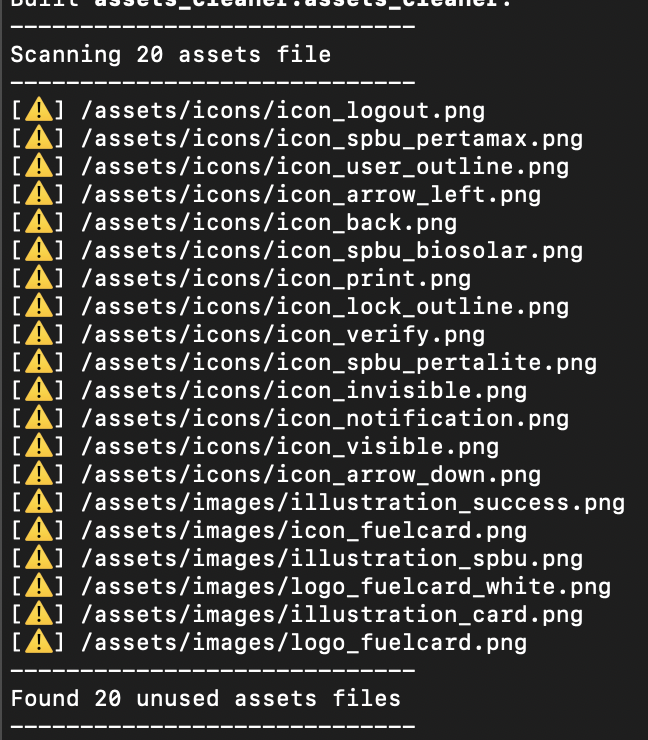 Built assets_cleaner:assets_cleaner.
-----------------------------
Scanning 20 assets file
-----------------------------
[⚠️] /assets/icons/icon_logout.png
[⚠️] /assets/icons/icon_spbu_pertamax.png
[⚠️] /assets/icons/icon_user_outline.png
[⚠️] /assets/icons/icon_arrow_left.png
[⚠️] /assets/icons/icon_back.png
[⚠️] /assets/icons/icon_spbu_biosolar.png
[⚠️] /assets/icons/icon_print.png
[⚠️] /assets/icons/icon_lock_outline.png
[⚠️] /assets/icons/icon_verify.png
[⚠️] /assets/icons/icon_spbu_pertalite.png
[⚠️] /assets/icons/icon_invisible.png
[⚠️] /assets/icons/icon_notification.png
[⚠️] /assets/icons/icon_visible.png
[⚠️] /assets/icons/icon_arrow_down.png
[⚠️] /assets/images/illustration_success.png
[⚠️] /assets/images/icon_fuelcard.png
[⚠️] /assets/images/illustration_spbu.png
[⚠️] /assets/images/logo_fuelcard_white.png
[⚠️] /assets/images/illustration_card.png
[⚠️] /assets/images/logo_fuelcard.png
-----------------------------
Found 20 unused assets files
-----------------------------